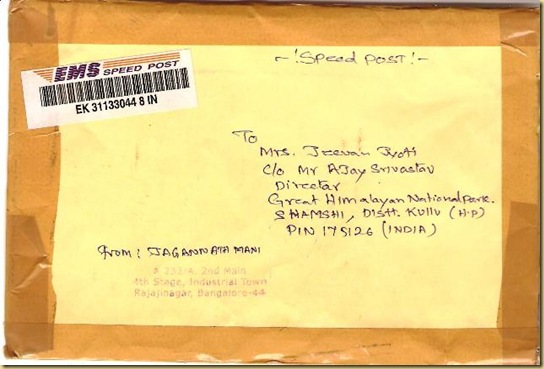 -'Speed Post'-
EMS SPEED POST
EK 31133044 8 IN
To
Mrs. Jeevan Jyoti
C/o Mr Ajay Srivastav
Director
Great Himalayan National Park.
SHAMSHI, Distt. Kullu (H.P)
PIN 175126 (INDIA)
From: JAGANNATH MANI
2nd Main
4th Stage, Industrial Town
Rajajinagar, Bangalore-44